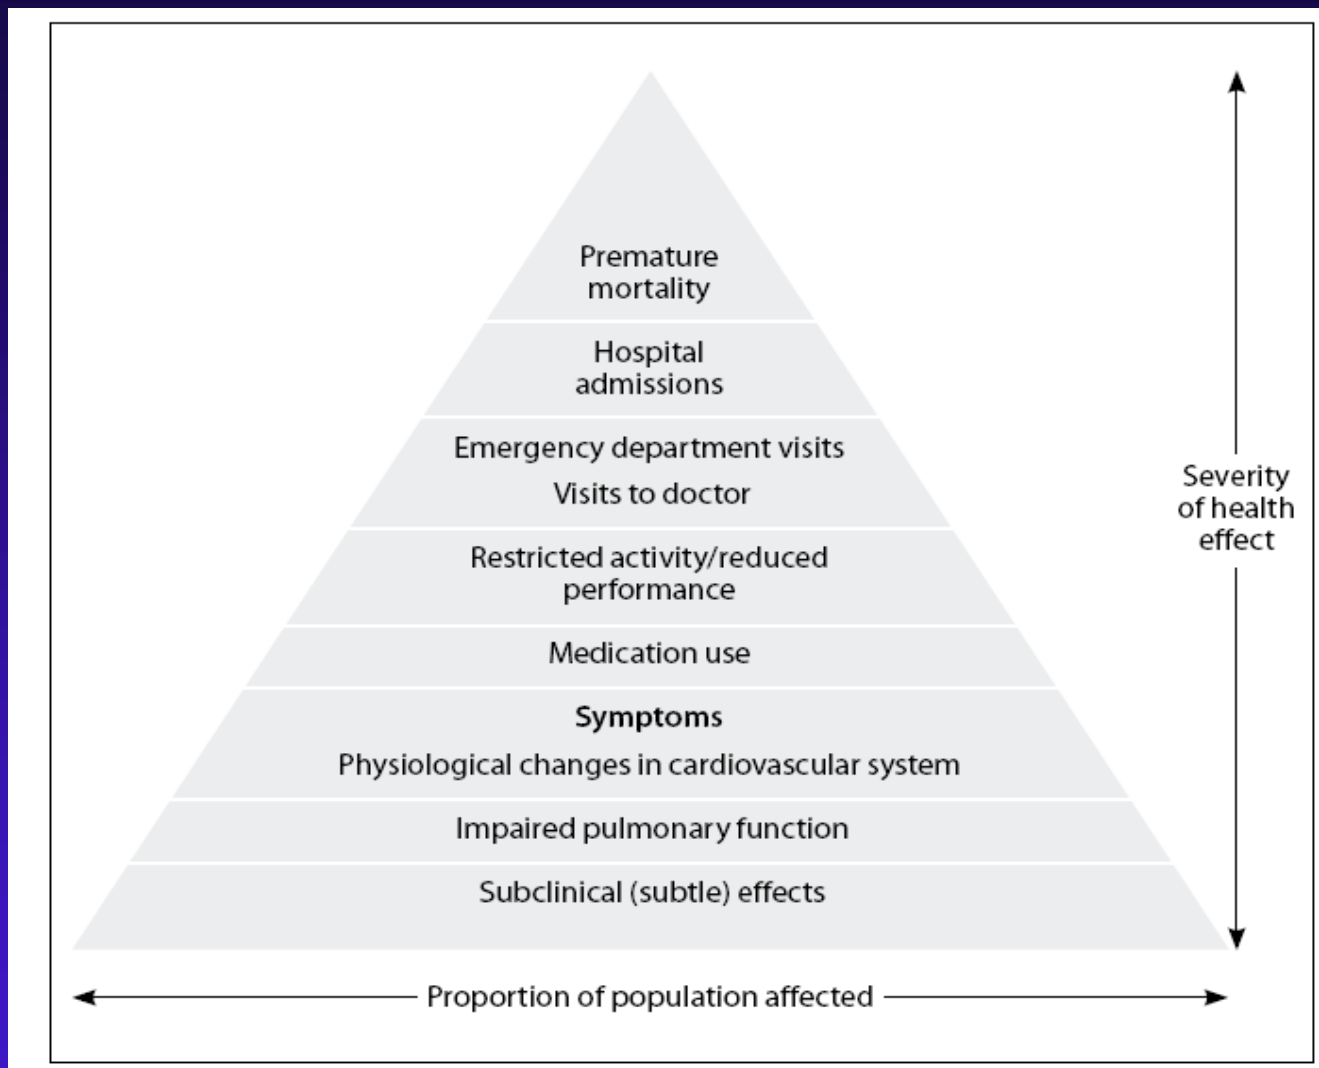 Premature
mortality
Hospital
admissions
Emergency department visits
Visits to doctor
Restricted activity/reduced
performance
Medication use
Symptoms
Physiological changes in cardiovascular system
Impaired pulmonary function
Subclinical (subtle) effects
Severity
of health
effect
Proportion of population affected